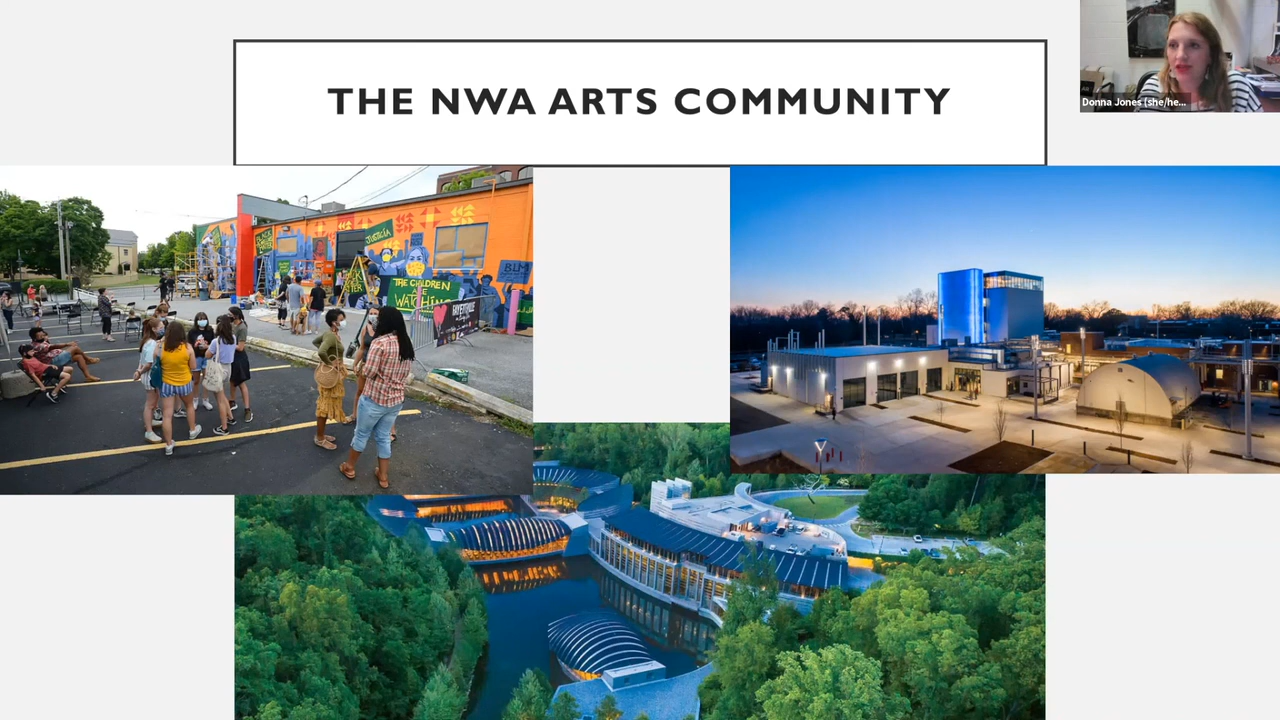 THE NWA ARTS COMMUNITY
Donna Jones (she/he...
JUSTICIA
BLM
THE CHILDREN
ARE
WATCHING